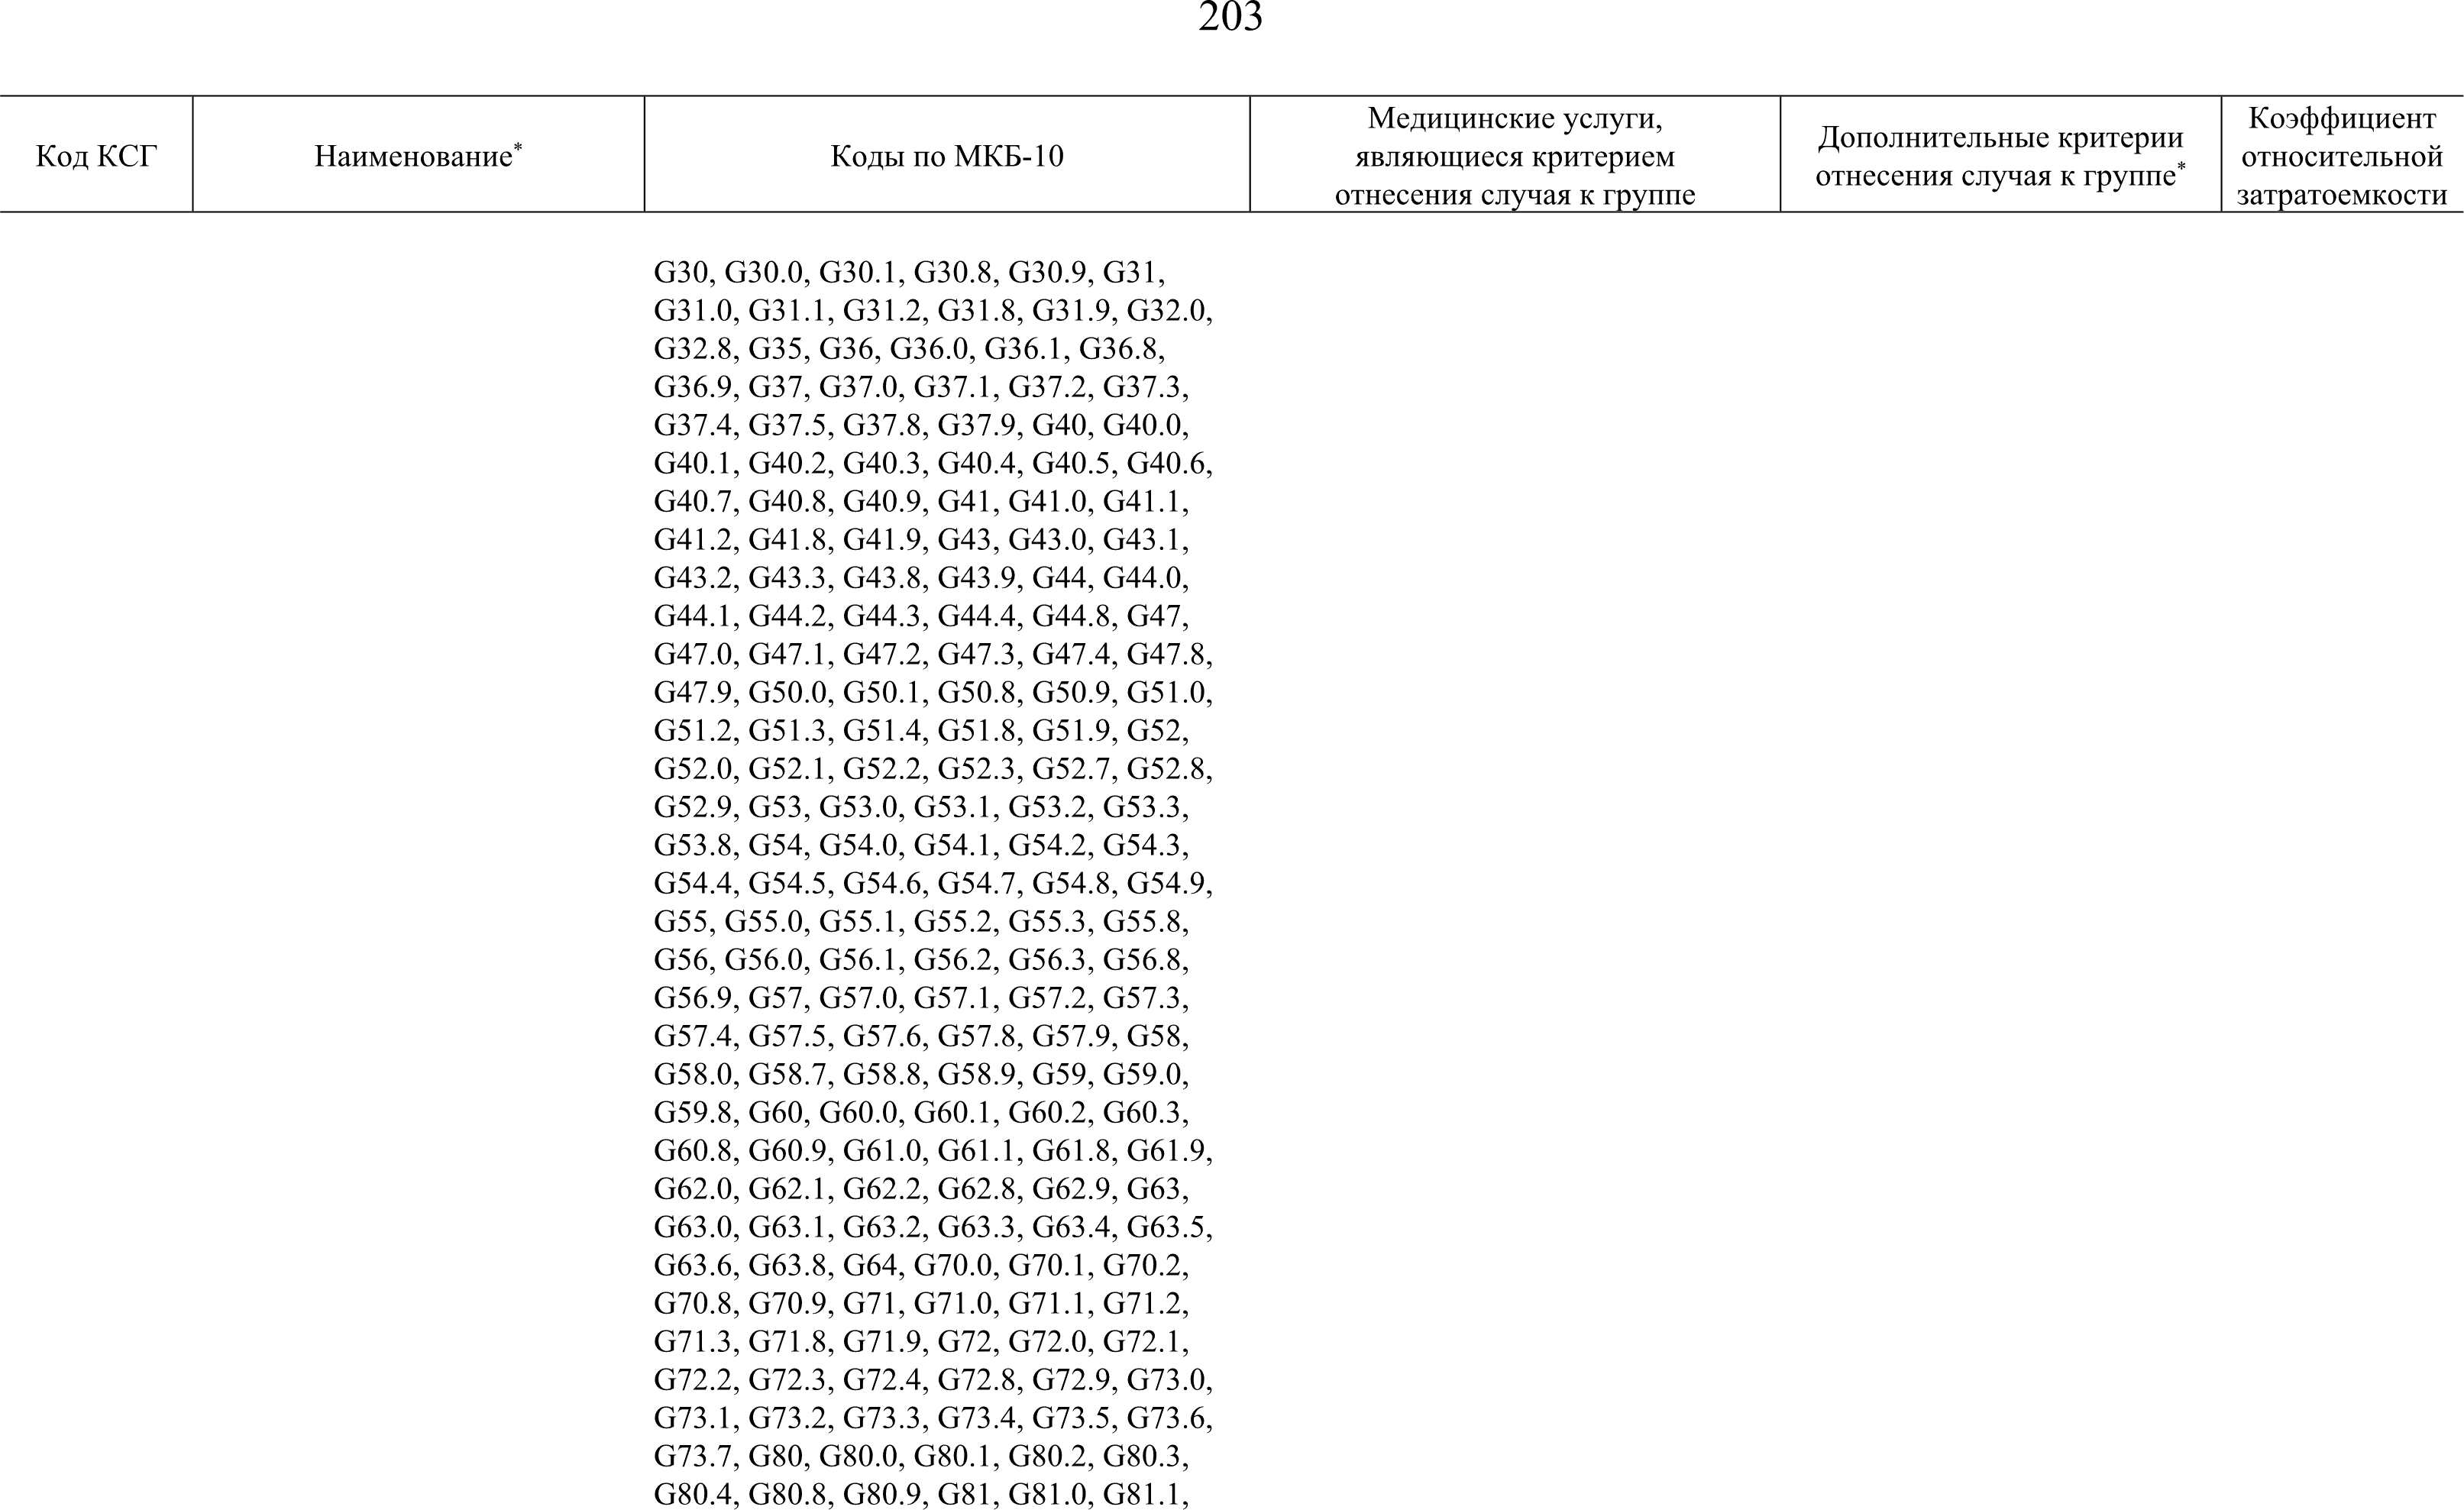 203
Код КСГ
Наименование*
Коды по МКБ-10
Медицинские услуги,
являющиеся критерием
отнесения случая к группе
Дополнительные критерии
отнесения случая к группе*
Коэффициент
относительной
затратоемкости
G30, G30.0, G30.1, G30.8, G30.9, G31,
G31.0, G31.1, G31.2, G31.8, G31.9, G32.0,
G32.8, G35, G36, G36.0, G36.1, G36.8,
G36.9, G37, G37.0, G37.1, G37.2, G37.3,
G37.4, G37.5, G37.8, G37.9, G40, G40.0,
G40.1, G40.2, G40.3, G40.4, G40.5, G40.6,
G40.7, G40.8, G40.9, G41, G41.0, G41.1,
G41.2, G41.8, G41.9, G43, G43.0, G43.1,
G43.2, G43.3, G43.8, G43.9, G44, G44.0,
G44.1, G44.2, G44.3, G44.4, G44.8, G47,
G47.0, G47.1, G47.2, G47.3, G47.4, G47.8,
G47.9, G50.0, G50.1, G50.8, G50.9, G51.0,
G51.2, G51.3, G51.4, G51.8, G51.9, G52,
G52.0, G52.1, G52.2, G52.3, G52.7, G52.8,
G52.9, G53, G53.0, G53.1, G53.2, G53.3,
G53.8, G54, G54.0, G54.1, G54.2, G54.3,
G54.4, G54.5, G54.6, G54.7, G54.8, G54.9,
G55, G55.0, G55.1, G55.2, G55.3, G55.8,
G56, G56.0, G56.1, G56.2, G56.3, G56.8,
G56.9, G57, G57.0, G57.1, G57.2, G57.3,
G57.4, G57.5, G57.6, G57.8, G57.9, G58,
G58.0, G58.7, G58.8, G58.9, G59, G59.0,
G59.8, G60, G60.0, G60.1, G60.2, G60.3,
G60.8, G60.9, G61.0, G61.1, G61.8, G61.9,
G62.0, G62.1, G62.2, G62.8, G62.9, G63,
G63.0, G63.1, G63.2, G63.3, G63.4, G63.5,
G63.6, G63.8, G64, G70.0, G70.1, G70.2,
G70.8, G70.9, G71, G71.0, G71.1, G71.2,
G71.3, G71.8, G71.9, G72, G72.0, G72.1,
G72.2, G72.3, G72.4, G72.8, G72.9, G73.0,
G73.1, G73.2, G73.3, G73.4, G73.5, G73.6,
G73.7, G80, G80.0, G80.1, G80.2, G80.3,
G80.4, G80.8, G80.9, G81, G81.0, G81.1,